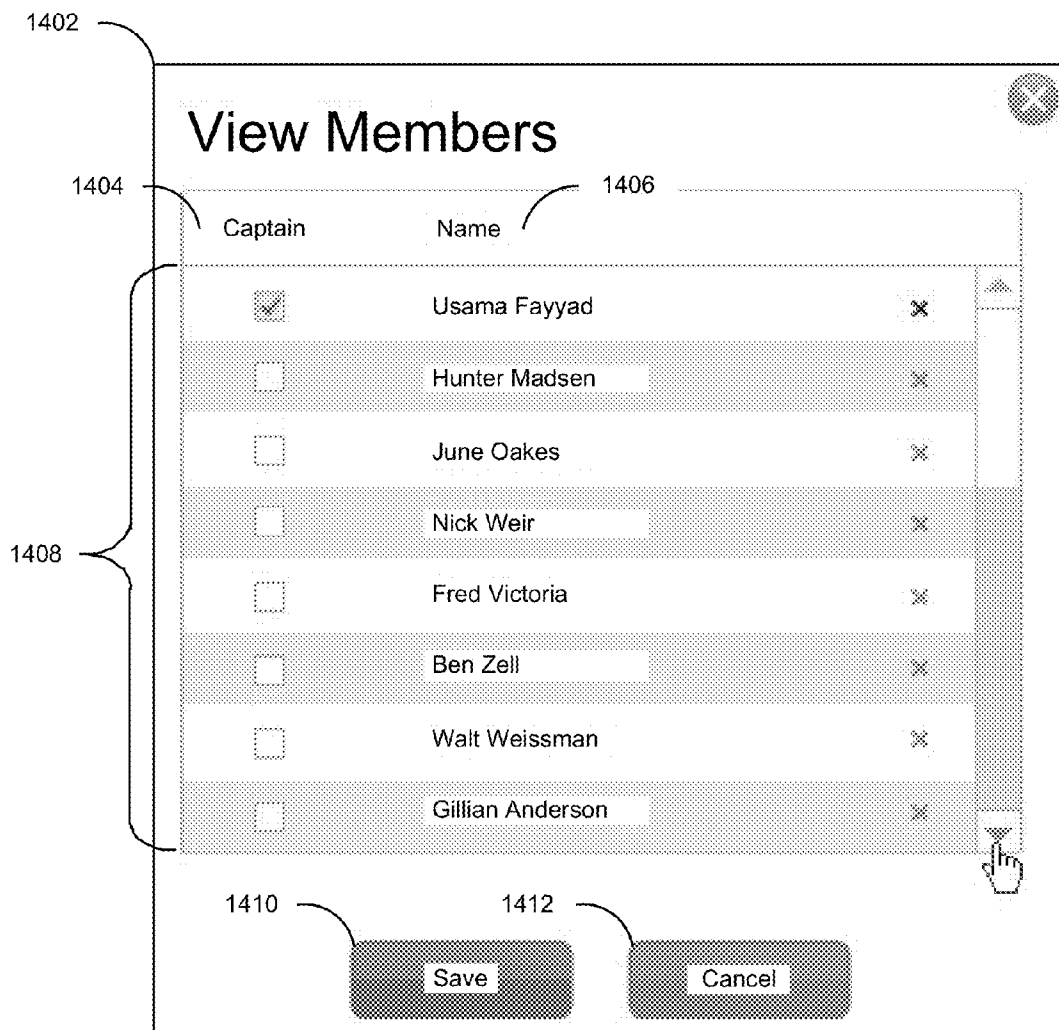 1402
View Members
1404
1406
Captain Name
Usama Fayyad
Hunter Madsen
June Oakes
Nick Weir
1408
Fred Victoria
Ben Zell
Walt Weissman
Gillian Anderson
1410
1412
Save
Cancel